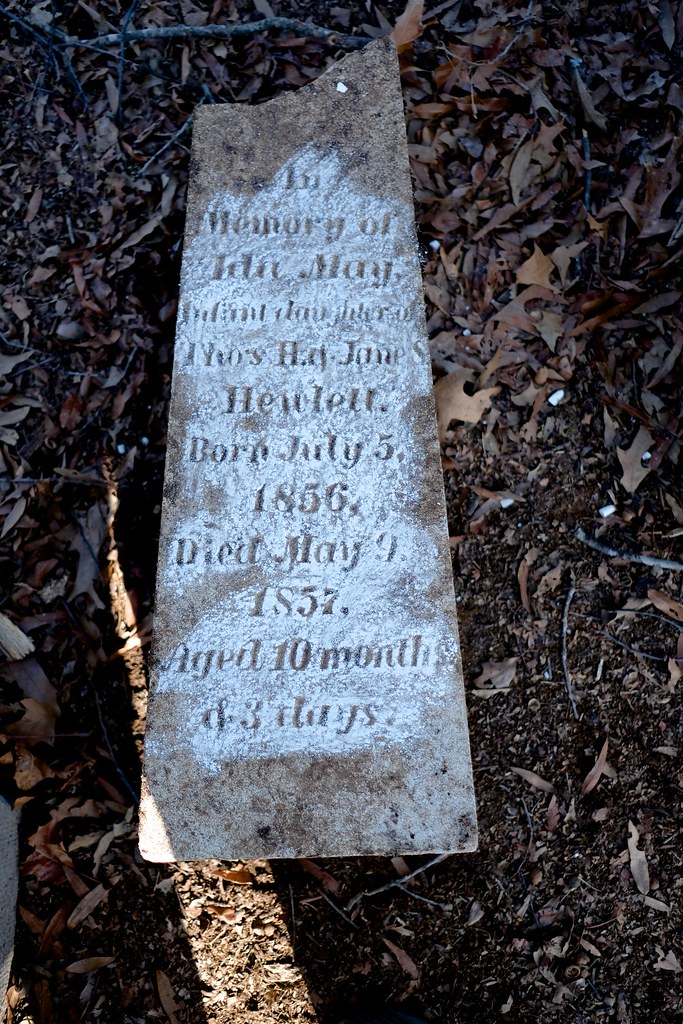 In
Memory of
Ida May,
Infant daughter of
Thos H. & Jane S
Hewlett.
Born July 5,
1856,
Died May 9,
1857,
Aged 10 months
& 3 days.